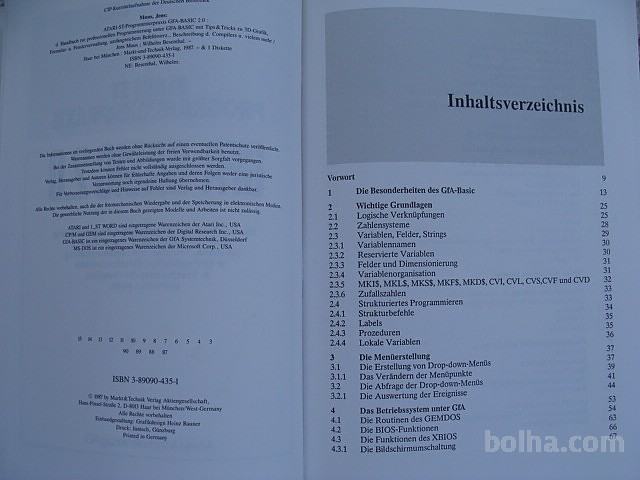 CIP-Kurztitelaufnahme der Deutschen Bibliothek
Maus, Jens:
ATARI-ST-Programmierpraxis GFA-BASIC 2.0 :
d. Handbuch zur professionellen Programmierung unter GFA-BASIC mit Tips & Tricks zu 3D-Grafik,
Formular- u. Fensterverwaltung, umfangreichem Befehlsverz., Beschreibung d. Compilers u. vielem mehr /
Jens Maus ; Wilhelm Besenthal. –
Haar bei München : Markt-und-Technik-Verlag, 1987. – & 1 Diskette
ISBN 3-89090-435-1
NE: Besenthal, Wilhelm:
Die Informationen im vorliegenden Buch werden ohne Rücksicht auf einen eventuellen Patentschutz veröffentlicht.
Warennamen werden ohne Gewährleistung der freien Verwendbarkeit benutzt.
Bei der Zusammenstellung von Texten und Abbildungen wurde mit größter Sorgfalt vorgegangen.
Trotzdem können Fehler nicht vollständig ausgeschlossen werden.
Verlag, Herausgeber und Autoren können für fehlerhafte Angaben und deren Folgen weder eine juristische
Verantwortung noch irgendeine Haftung übernehmen.
Für Verbesserungsvorschläge und Hinweise auf Fehler sind Verlag und Herausgeber dankbar.
Alle Rechte vorbehalten, auch die der fotomechanischen Wiedergabe und der Speicherung in elektronischen Medien.
Die gewerbliche Nutzung der in diesem Buch gezeigten Modelle und Arbeiten ist nicht zulässig.
ATARI und 1_ST WORD sind eingetragene Warenzeichen der Atari Inc., USA
CP/M und GEM sind eingetragene Warenzeichen der Digital Research Inc., USA
GFA-BASIC ist ein eingetragenes Warenzeichen der GFA Systemtechnik, Düsseldorf
MS-DOS ist ein eingetragenes Warenzeichen der Microsoft Corp., USA
15 14 13 12 11 10 9 8 7 6 5 4 3
90 89 88 87
ISBN 3-89090-435-1
© 1987 by Markt&Technik Verlag Aktiengesellschaft,
Hans-Pinsel-Straße 2, D-8013 Haar bei München/West-Germany
Alle Rechte vorbehalten
Einbandgestaltung: Grafikdesign Heinz Rauner
Druck: Jantsch, Günzburg
Printed in Germany
Inhaltsverzeichnis
Vorwort 9
1 Die Besonderheiten des GfA-Basic 13
2 Wichtige Grundlagen 25
2.1 Logische Verknüpfungen 25
2.2 Zahlensysteme 28
2.3 Variablen, Felder, Strings 29
2.3.1 Variablennamen 30
2.3.2 Reservierte Variablen 30
2.3.3 Felder und Dimensionierung 31
2.3.4 Variablenorganisation 31
2.3.5 MKI$, MKL$, MKS$, MKF$, MKD$, CVI, CVL, CVS,CVF und CVD 32
2.3.6 Zufallszahlen 33
2.4 Strukturiertes Programmieren 33
2.4.1 Strukturbefehle 34
2.4.2 Labels 35
2.4.3 Prozeduren 35
2.4.4 Lokale Variablen 36
3 Die Menüerstellung 37
3.1 Die Erstellung von Drop-down-Menüs 37
3.1.1 Das Verändern der Menüpunkte 39
3.2 Die Abfrage der Drop-down-Menüs 41
3.2.1 Die Auswertung der Ereignisse 44
4 Das Betriebssystem unter GfA 53
4.1 Die Routinen des GEMDOS 54
4.2 Die BIOS-Funktionen 63
4.3 Die Funktionen des XBIOS 66
4.3.1 Die Bildschirmumschaltung 67
bolha.com